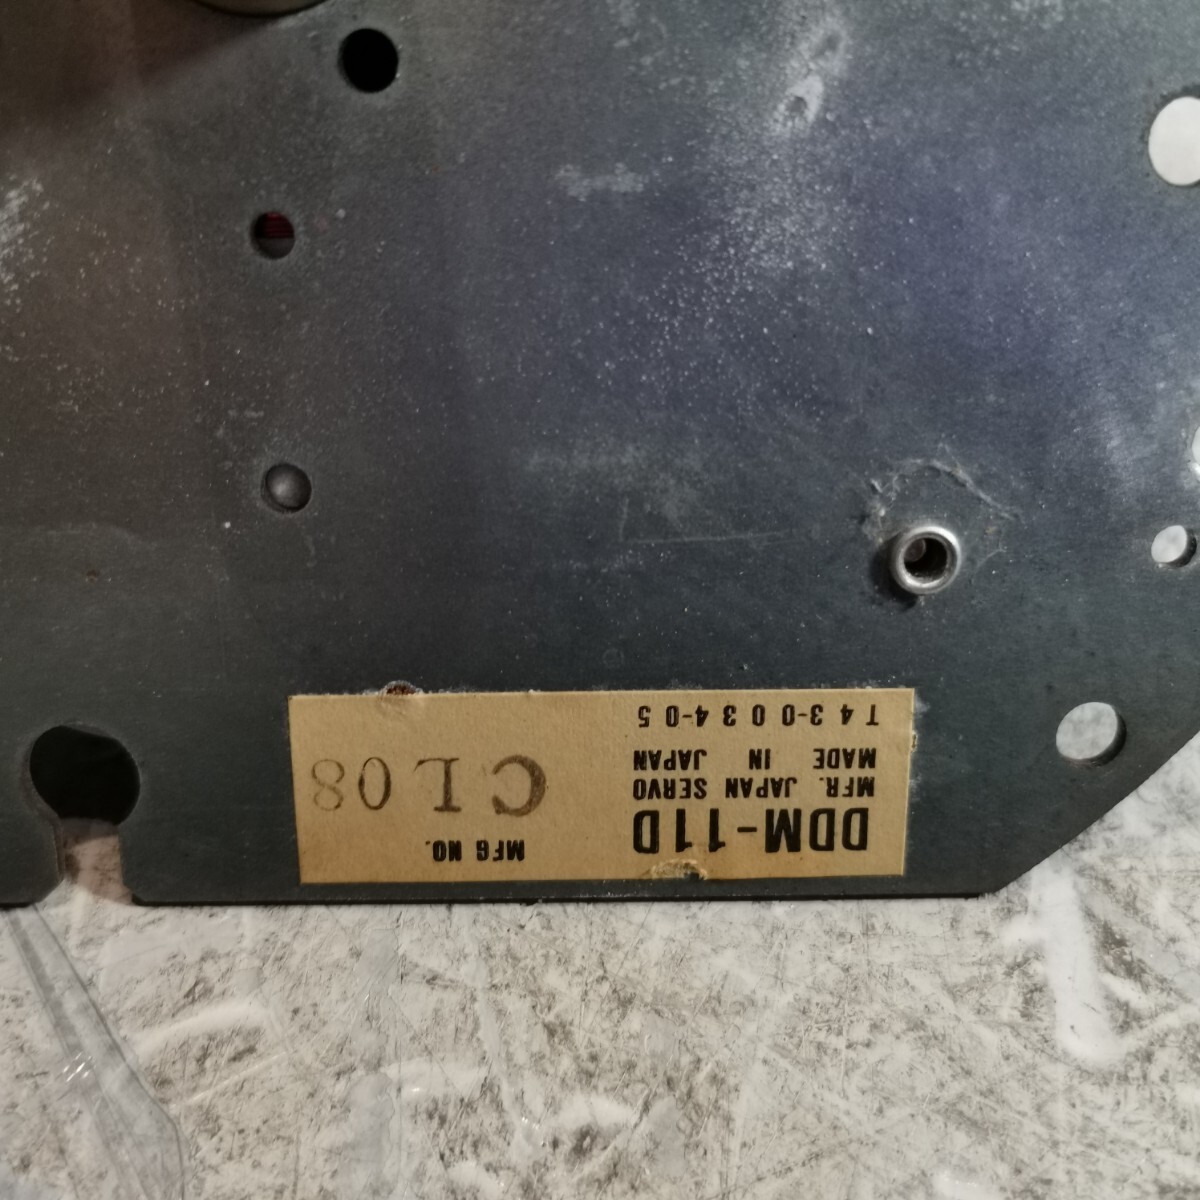 DDM-11D
MFG NO.
MFR. JAPAN SERVO
MADE IN JAPAN
CL08
T43-0034-05